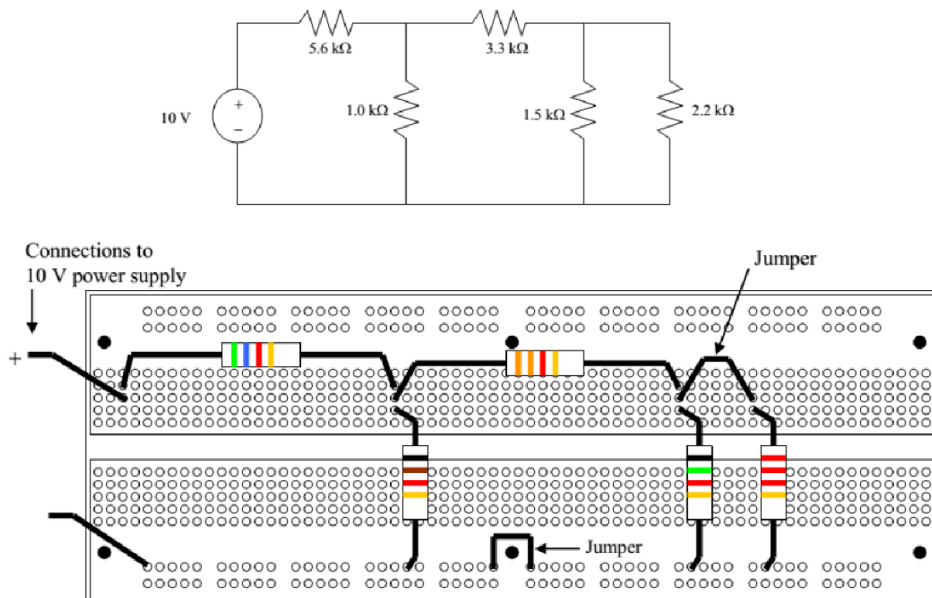 5.6 kΩ
3.3 kΩ
10 V
+
−
1.0 kΩ
1.5 kΩ
2.2 kΩ
Connections to
10 V power supply
Jumper
+
Jumper